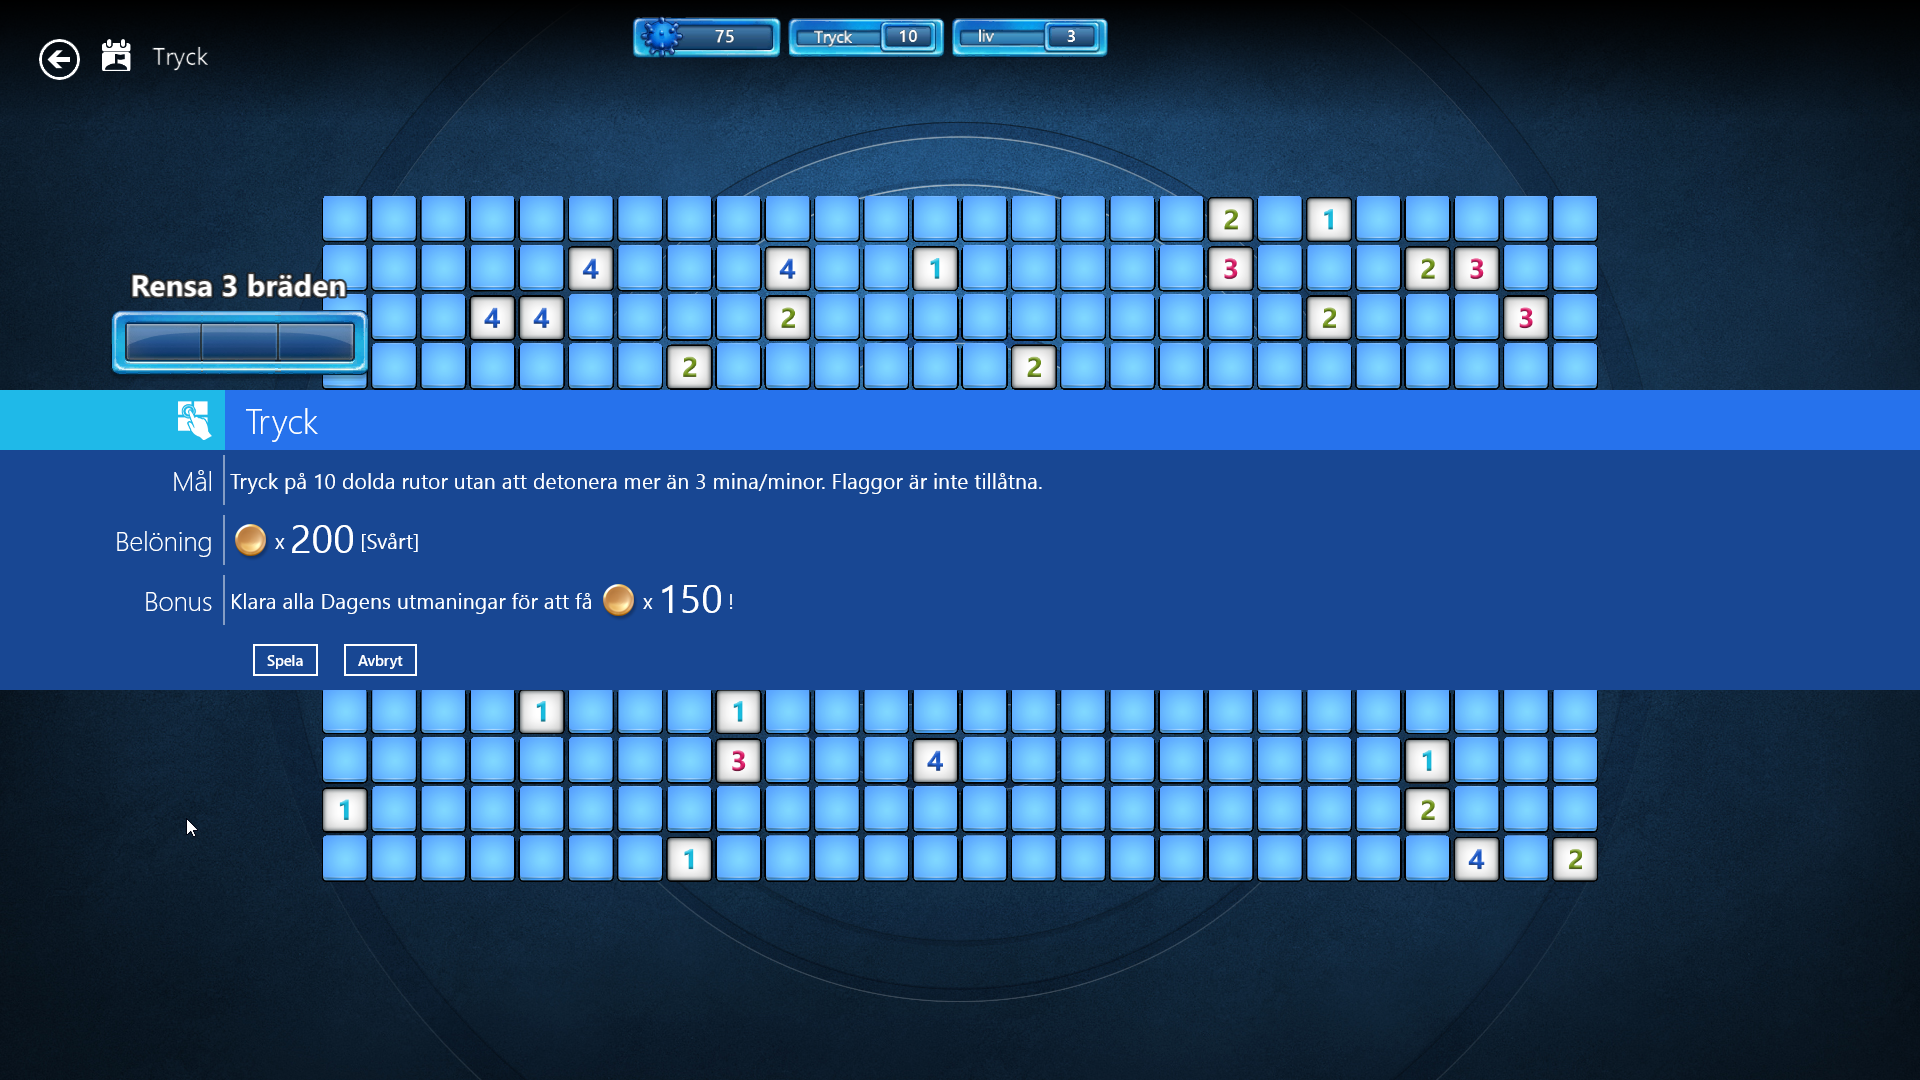 Tryck
75
Tryck 10
liv 3
2 1
4 4 1 3 2 3
Rensa 3 bräden
4 4 2 2 3
2 2
Tryck
Mål Tryck på 10 dolda rutor utan att detonera mer än 3 mina/minor. Flaggor är inte tillåtna.
Belöning x 200 [Svårt]
Bonus Klara alla Dagens utmaningar för att få x 150 !
Spela Avbryt
1 1
3 4 1
1 2
1 4 2